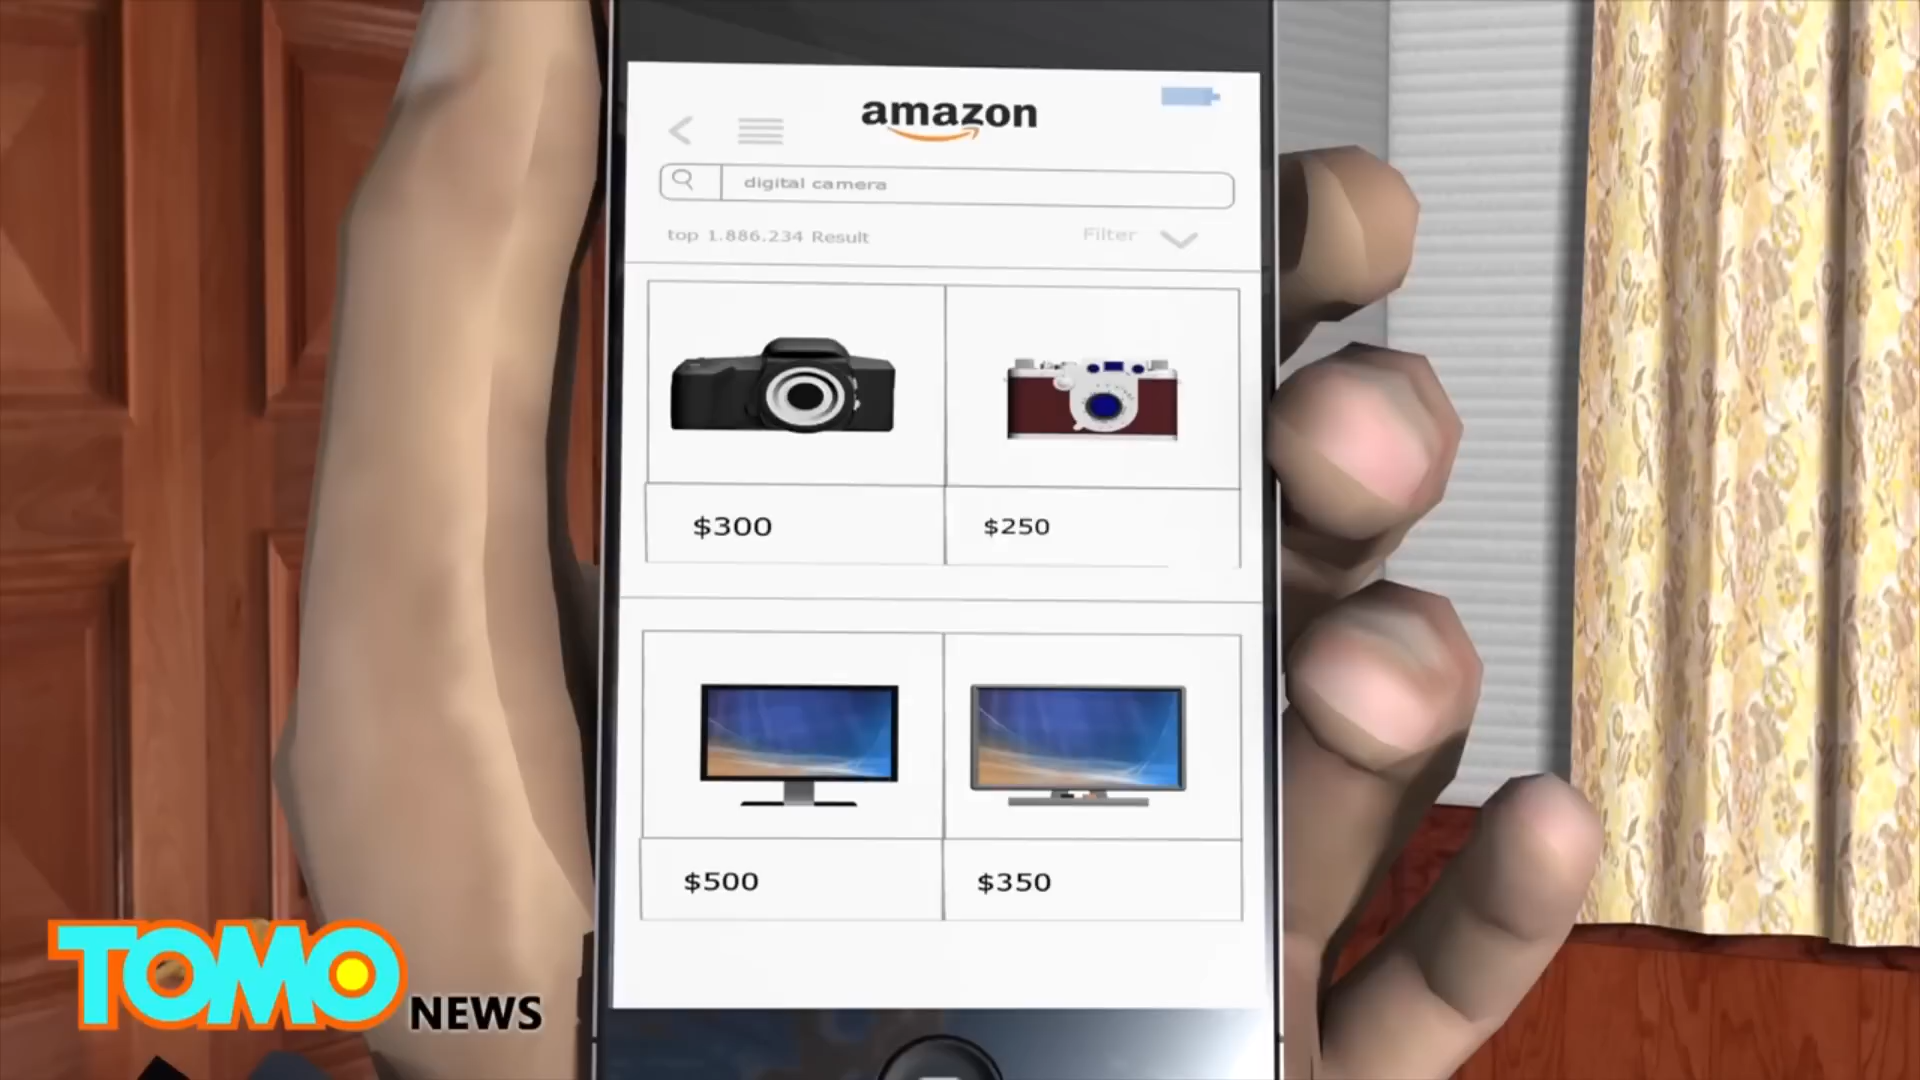 amazon
digital camera
top 1.886.234 Result
Filter
$300
$250
$500
$350
TOMO NEWS